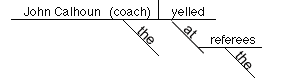 John Calhoun (coach) yelled
the
at
referees
the